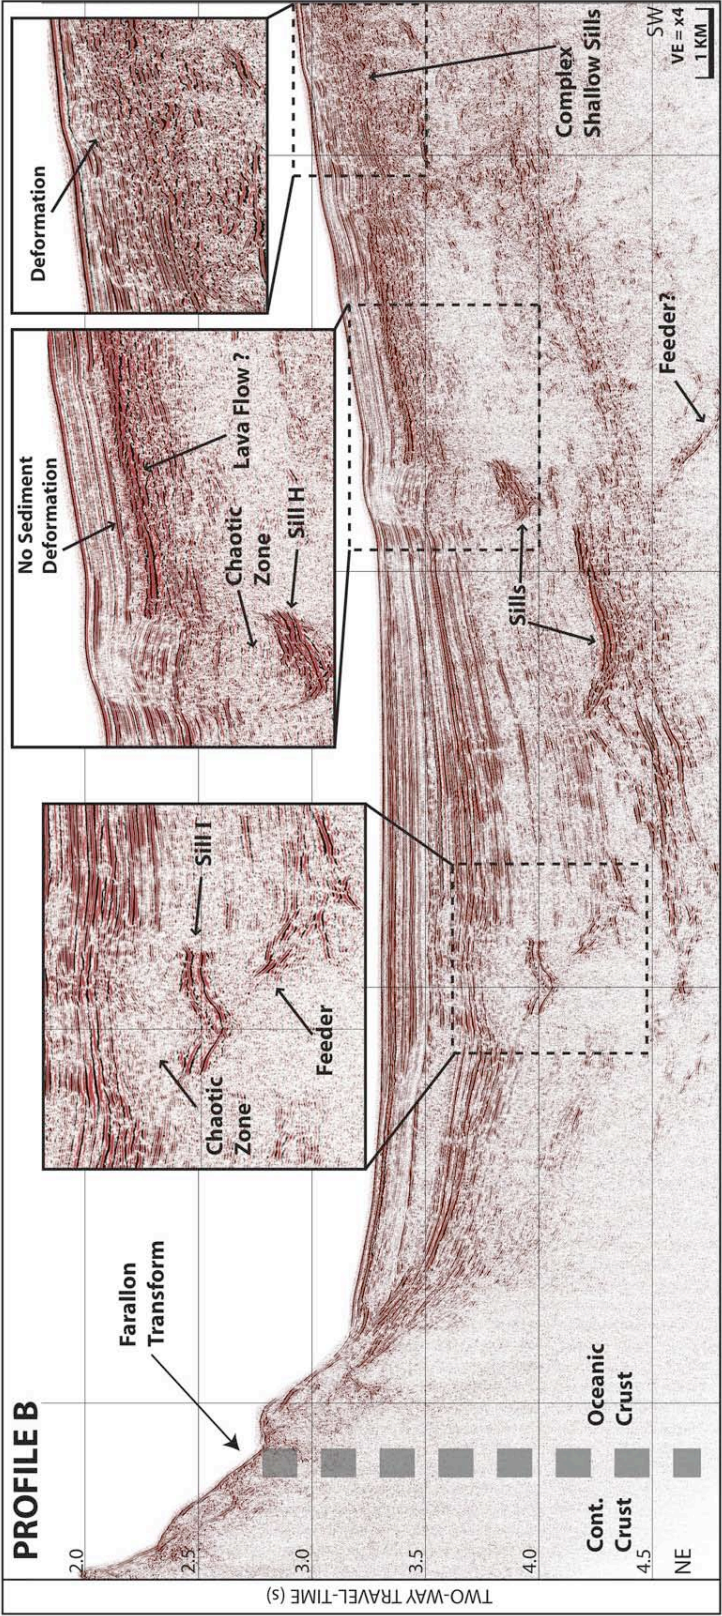 PROFILE B
TWO-WAY TRAVEL-TIME (s)
2.0
2.5
3.0
3.5
4.0
4.5
NE
Cont.
Crust
Oceanic
Crust
Farallon
Transform
Chaotic
Zone
Feeder
Sill I
No Sediment
Deformation
Lava Flow ?
Chaotic
Zone
Sill H
Deformation
Sills
Feeder?
Complex
Shallow Sills
SW
VE = x4
1 KM